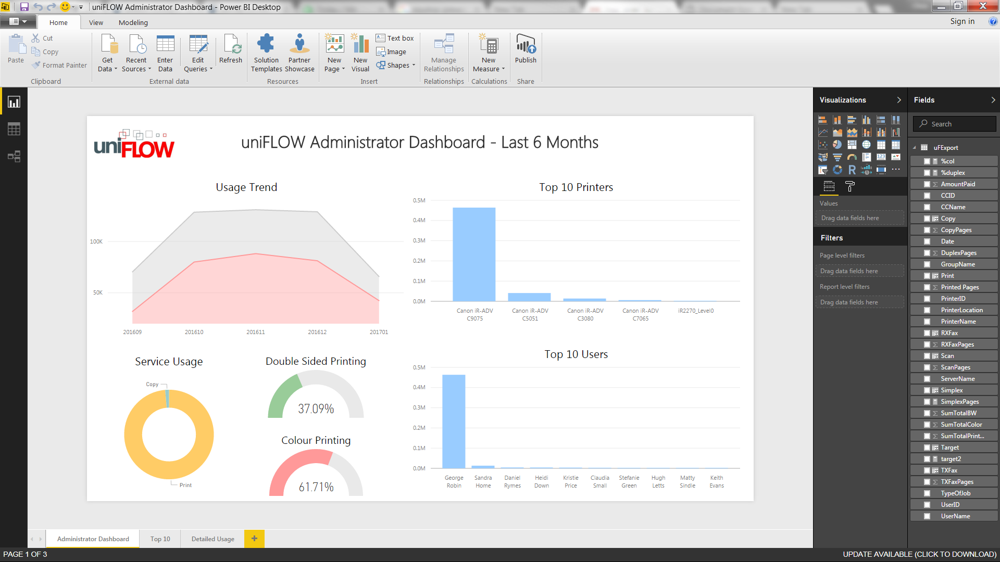 uniFLOW Administrator Dashboard - Power BI Desktop
Home
View
Modeling
Sign in
Paste
Cut
Copy
Format Painter
Clipboard
Get Data
Recent Sources
Enter Data
Edit Queries
Refresh
External data
Solution Templates
Partner Showcase
Resources
New Page
New Visual
Text box
Image
Shapes
Insert
Manage Relationships
Relationships
New Measure
Calculations
Publish
Share
uniFLOW
uniFLOW Administrator Dashboard - Last 6 Months
Usage Trend
100K
50K
201609
201610
201611
201612
201701
Top 10 Printers
0.5M
0.4M
0.3M
0.2M
0.1M
0.0M
Canon iR-ADV C9075
Canon iR-ADV C5051
Canon iR-ADV C3080
Canon iR-ADV C7065
iR2270_Level0
Service Usage
Copy
Print
Double Sided Printing
37.09%
Colour Printing
61.71%
Top 10 Users
0.5M
0.4M
0.3M
0.2M
0.1M
0.0M
George Robin
Sandra Home
Daniel Rymes
Heidi Down
Kristie Price
Claudia Small
Stefanie Green
Hugh Letts
Matty Sindle
Keith Evans
Visualizations
123
R
Values
Drag data fields here
Filters
Page level filters
Drag data fields here
Report level filters
Drag data fields here
Fields
Search
uFExport
%col
%duplex
AmountPaid
CCID
CCName
Copy
CopyPages
Date
DuplexPages
GroupName
Print
Printed Pages
PrinterID
PrinterLocation
PrinterName
RXFax
RXFaxPages
Scan
ScanPages
ServerName
Simplex
SimplexPages
SumTotalBW
SumTotalColor
SumTotalPrint...
Target
target2
TXFax
TXFaxPages
TypeOfJob
UserID
UserName
Administrator Dashboard
Top 10
Detailed Usage
PAGE 1 OF 3
UPDATE AVAILABLE (CLICK TO DOWNLOAD)